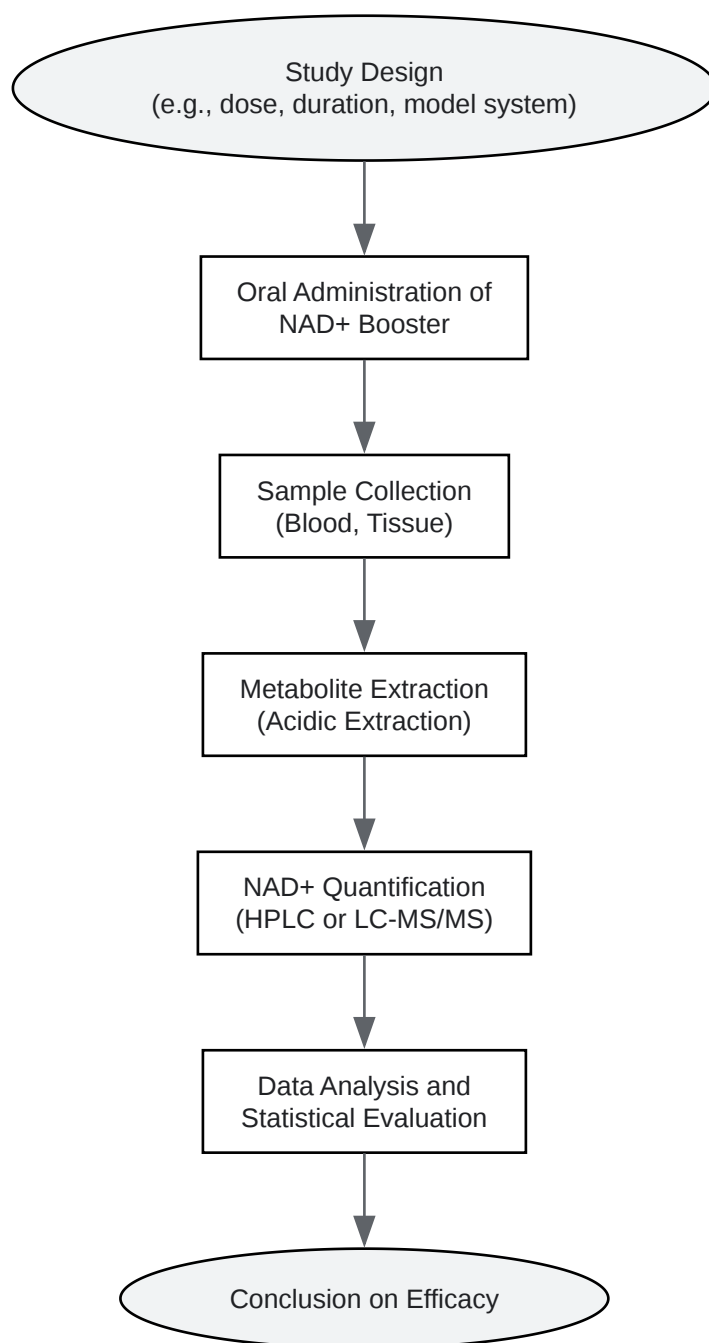 Study Design
(e.g., dose, duration, model system)
Oral Administration of
NAD+ Booster
Sample Collection
(Blood, Tissue)
Metabolite Extraction
(Acidic Extraction)
NAD+ Quantification
(HPLC or LC-MS/MS)
Data Analysis and
Statistical Evaluation
Conclusion on Efficacy